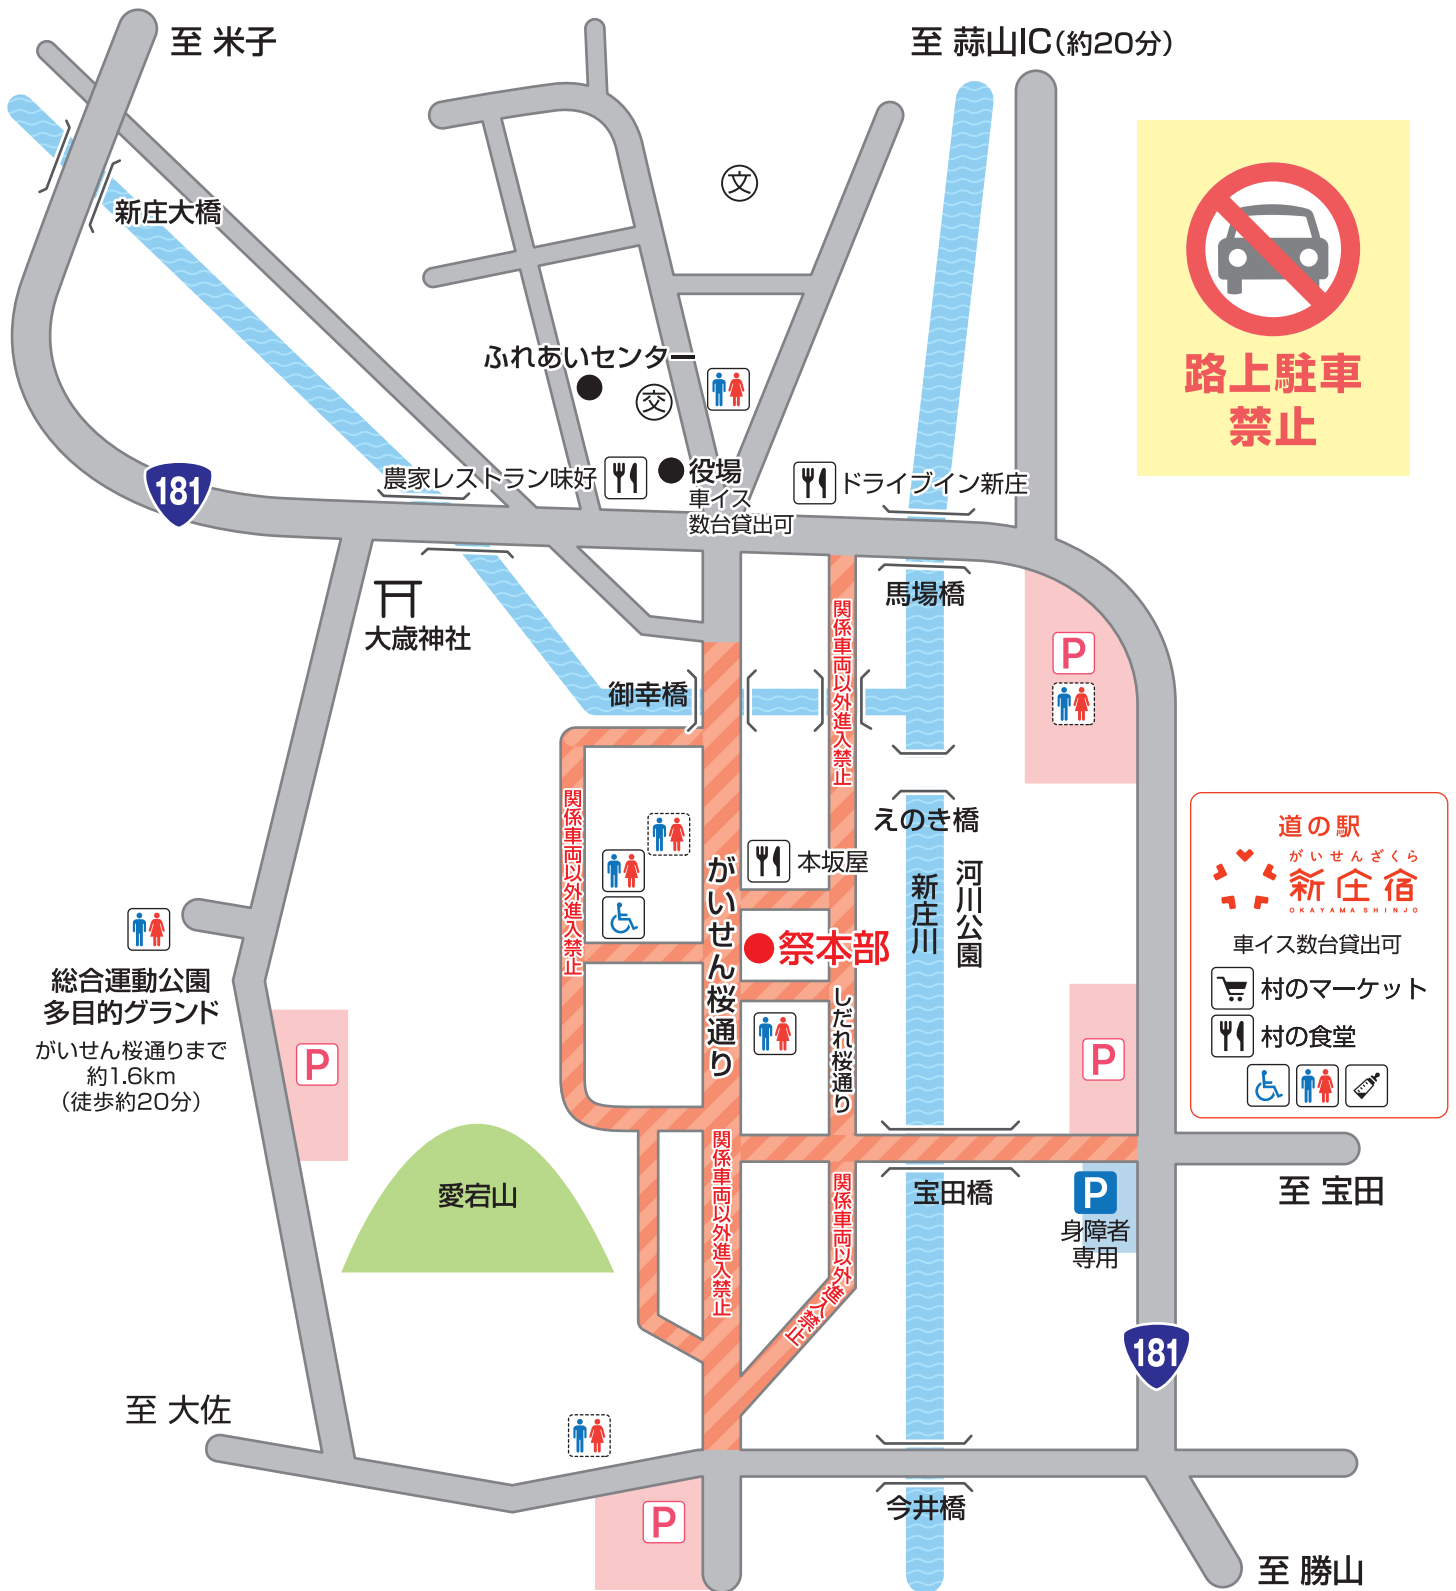 至 米子
至 蒜山IC(約20分)
文
新庄大橋
路上駐車
禁止
ふれあいセンター
交
農家レストラン味好
役場
車イス
数台貸出可
ドライブイン新庄
181
馬場橋
大歳神社
関係車両以外進入禁止
P
御幸橋
関係車両以外進入禁止
えのき橋
本坂屋
がいせん桜通り
新庄川
河川公園
道の駅
がいせんざくら
新庄宿
OKAYAMA SHINJO
車イス数台貸出可
村のマーケット
村の食堂
祭本部
総合運動公園
多目的グランド
がいせん桜通りまで
約1.6km
(徒歩約20分)
P
しだれ桜通り
P
関係車両以外進入禁止
関係車両以外進入禁止
愛宕山
宝田橋
P
身障者
専用
至 宝田
181
至 大佐
今井橋
P
至 勝山